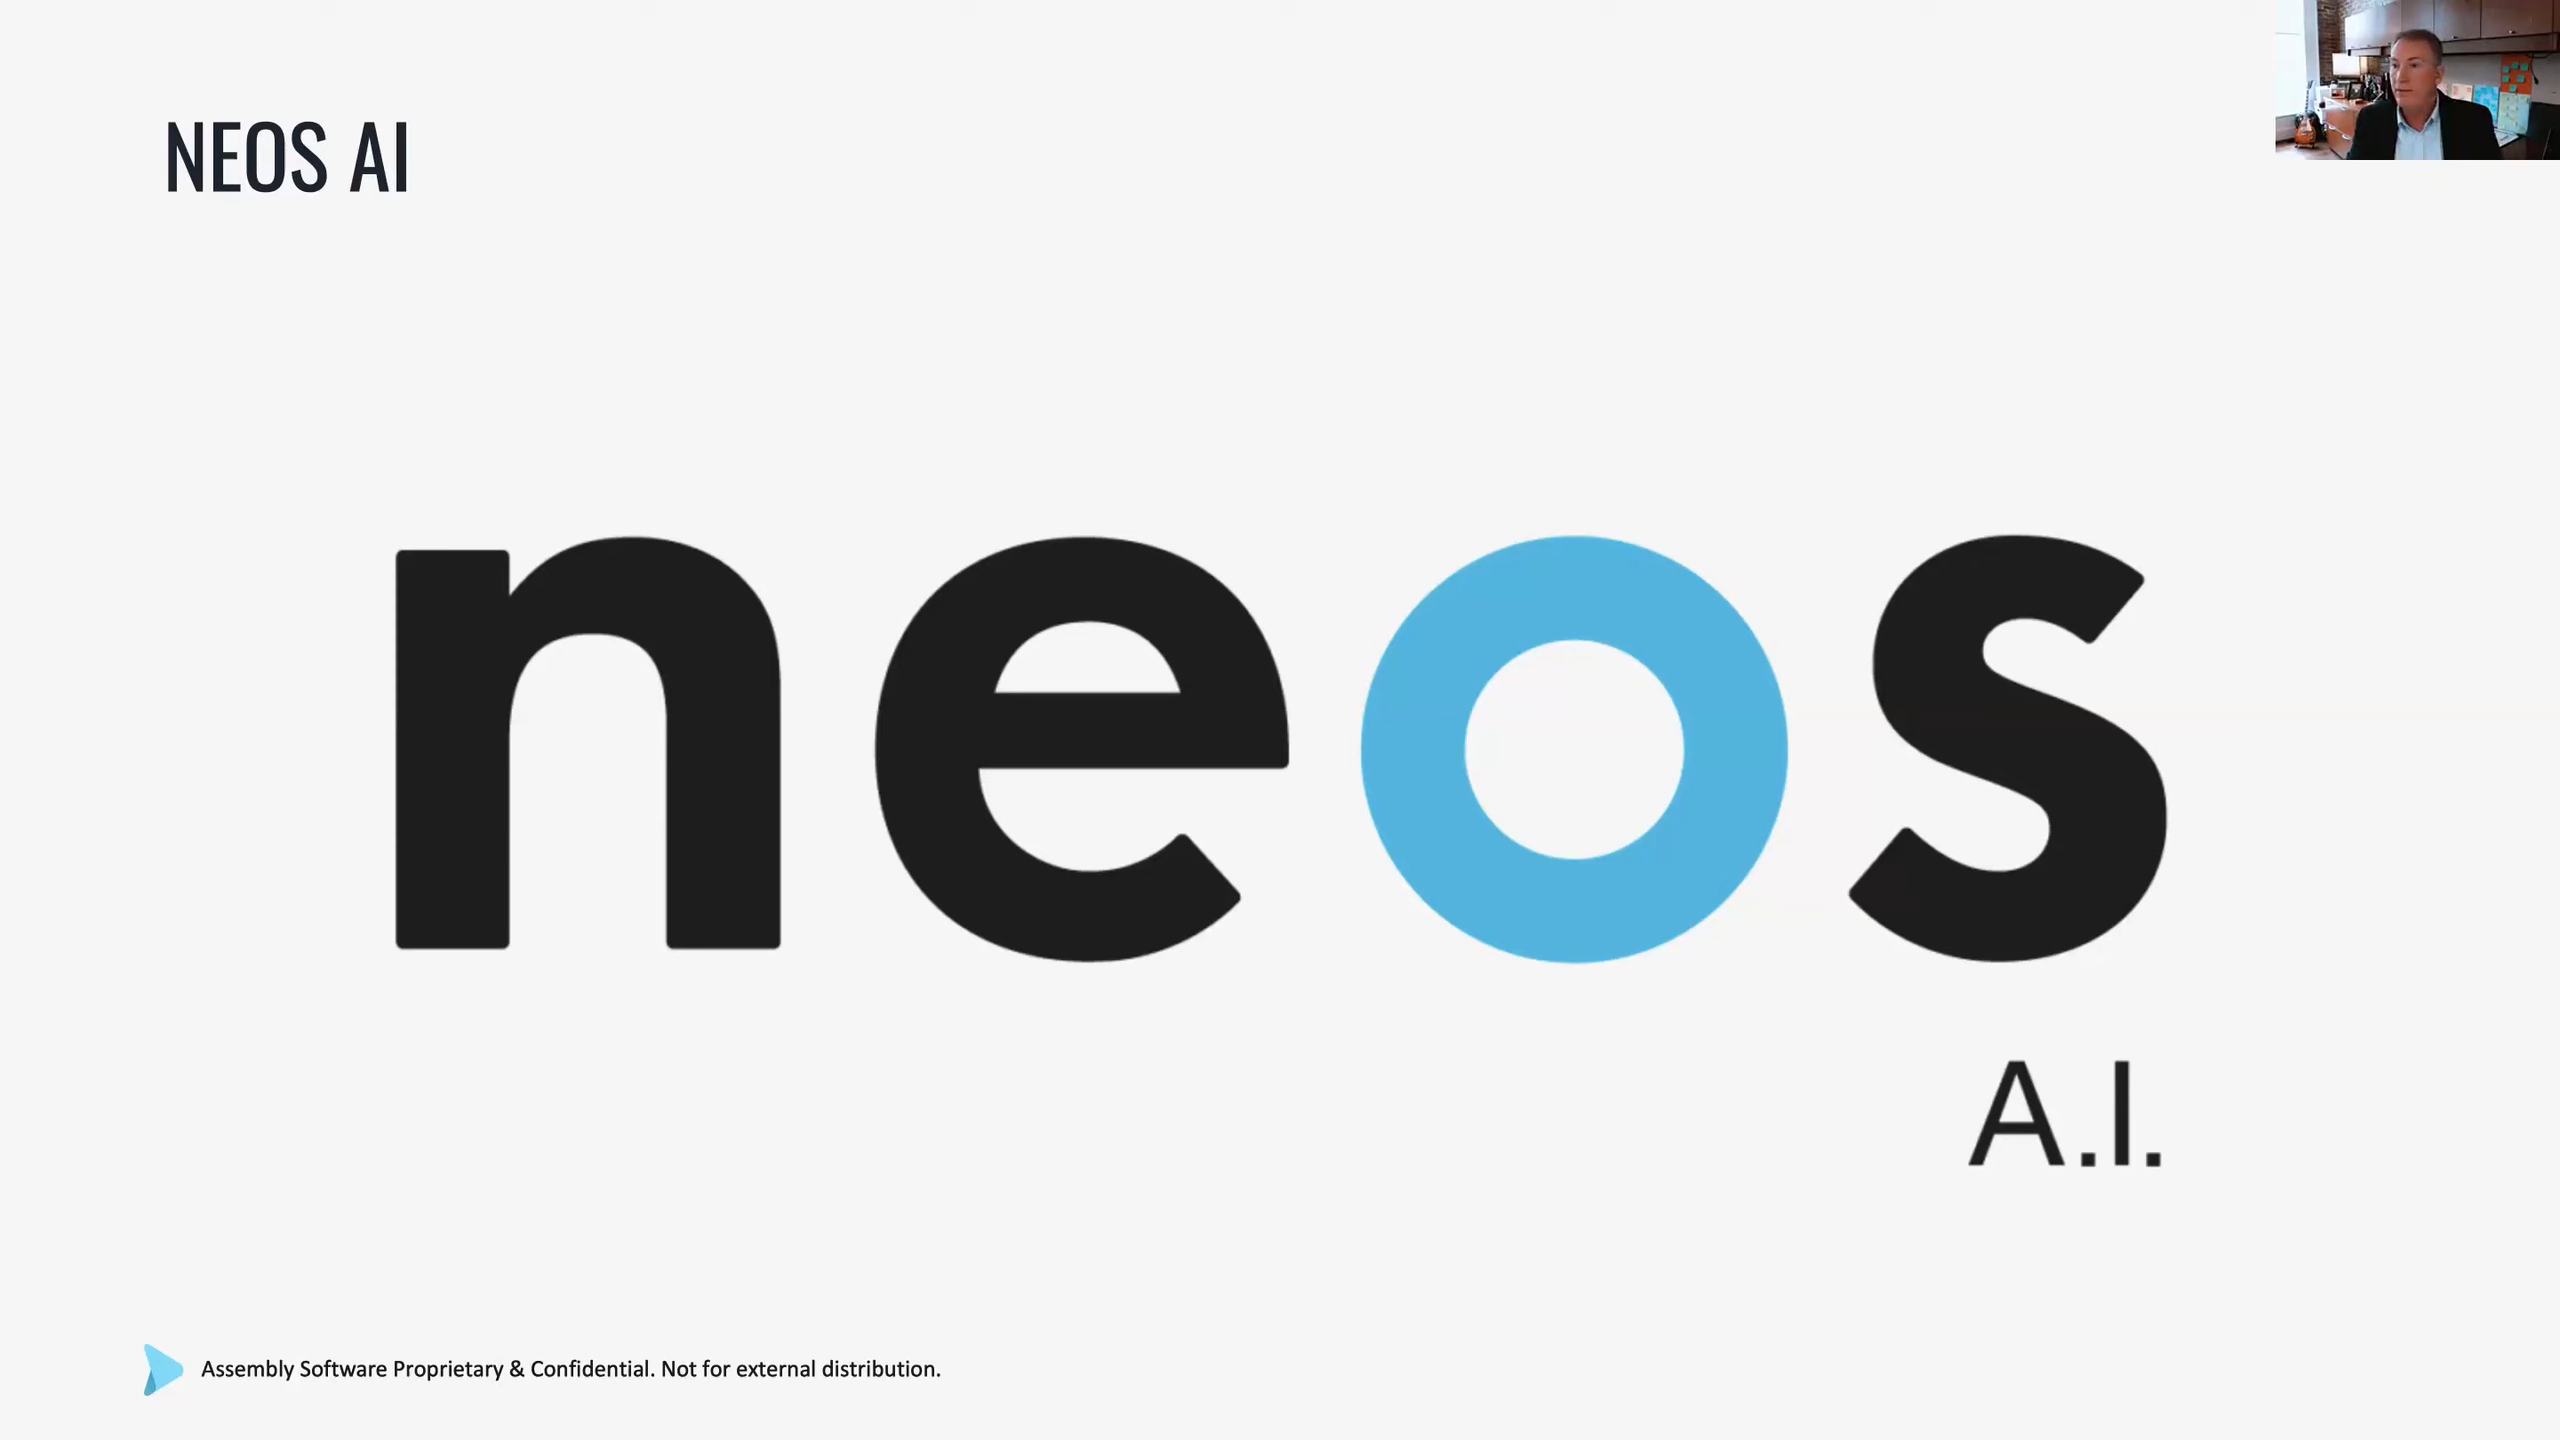 NEOS AI
neos
A.I.
Assembly Software Proprietary & Confidential. Not for external distribution.